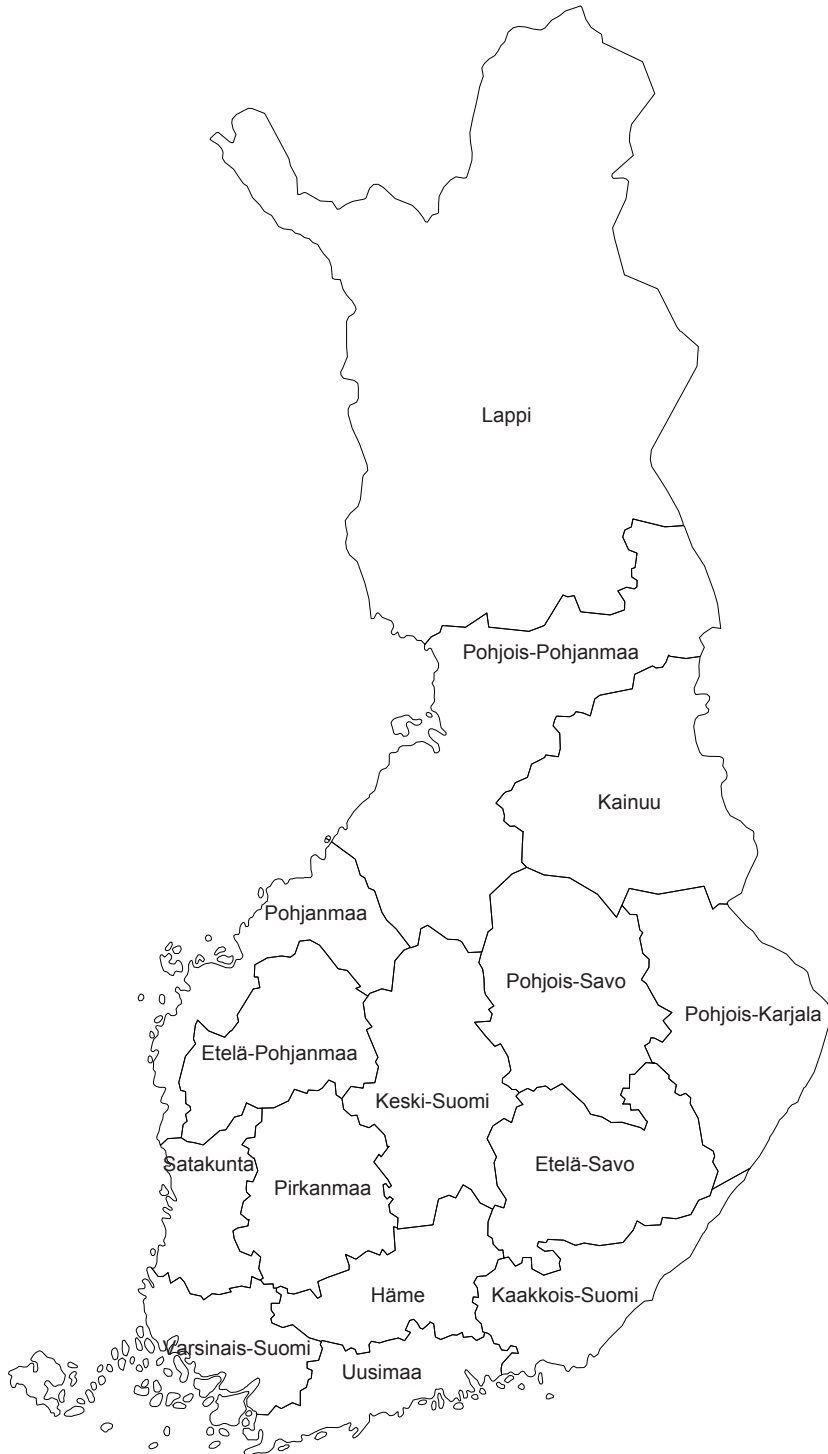 Lappi
Pohjois-Pohjanmaa
Kainuu
Pohjanmaa
Pohjois-Savo
Pohjois-Karjala
Etelä-Pohjanmaa
Keski-Suomi
Satakunta
Etelä-Savo
Pirkanmaa
Häme
Kaakkois-Suomi
Varsinais-Suomi
Uusimaa